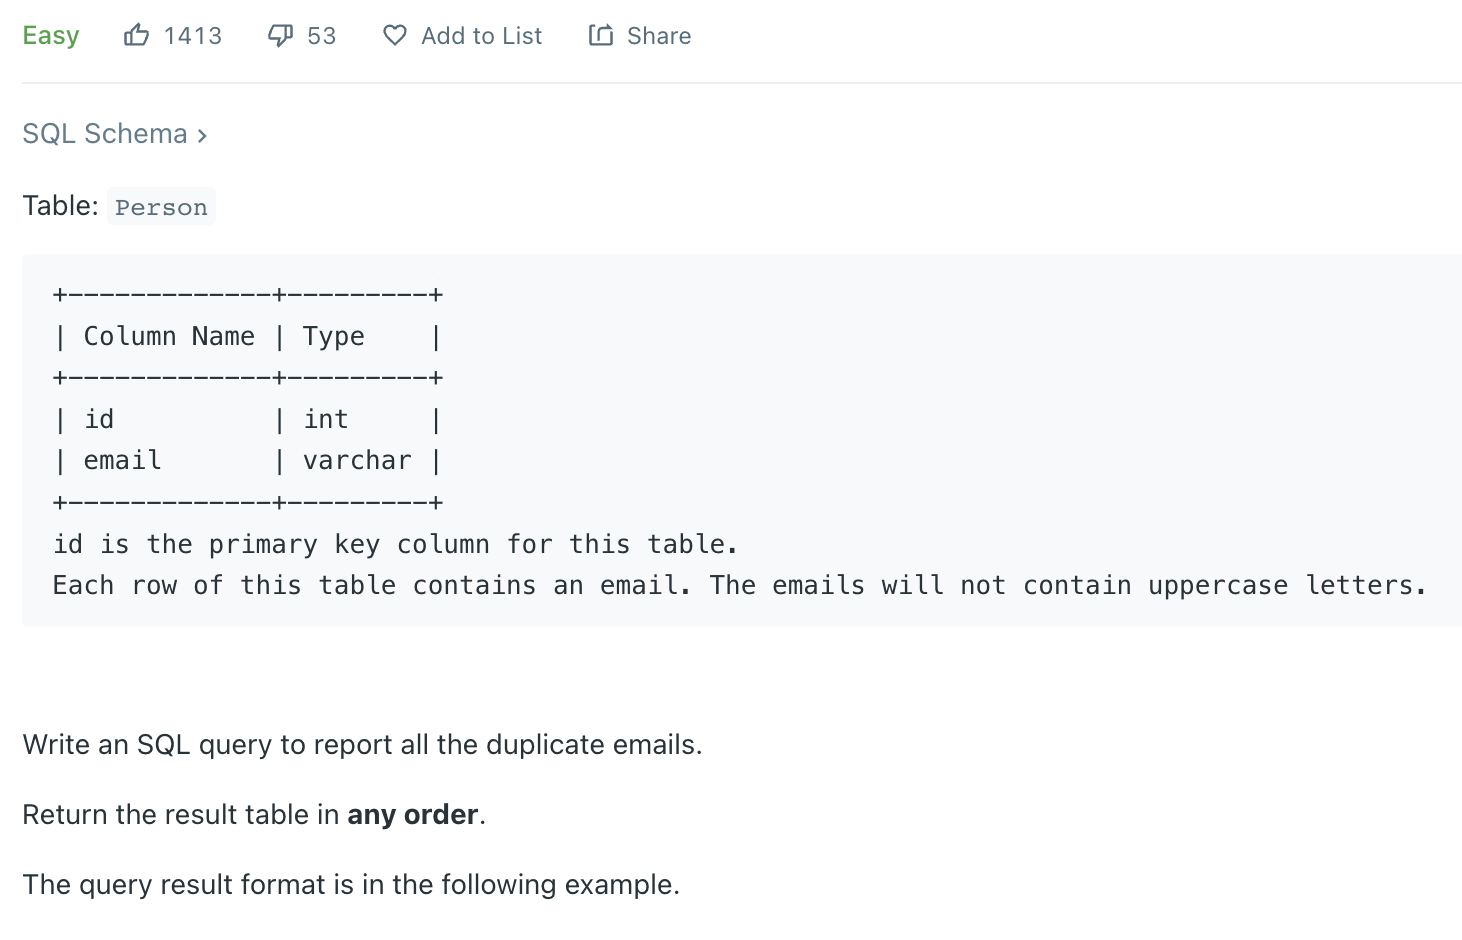 Easy 1413 53 Add to List Share
SQL Schema ›
Table: Person
+-------------+---------+
| Column Name | Type    |
+-------------+---------+
| id          | int     |
| email       | varchar |
+-------------+---------+
id is the primary key column for this table.
Each row of this table contains an email. The emails will not contain uppercase letters.
Write an SQL query to report all the duplicate emails.
Return the result table in any order.
The query result format is in the following example.